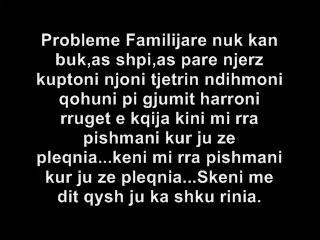 Probleme Familijare nuk kan
buk,as shpi,as pare njerz
kuptoni njoni tjetrin ndihmoni
qohuni pi gjumit harroni
rruget e kqija kini mi rra
pishmani kur ju ze
pleqnia...keni mi rra pishmani
kur ju ze plegnia...Skeni me
dit qysh ju ka shku rinia.